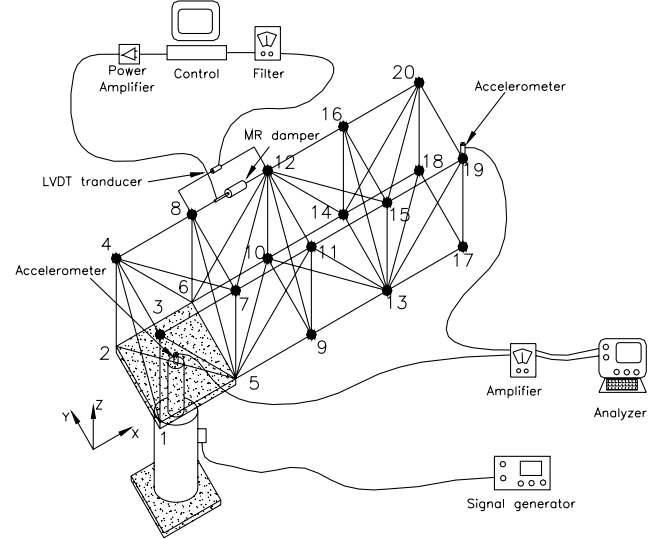 Power
Amplifier
Control
Filter
20
Accelerometer
16
MR damper
12
18
19
LVDT tranducer
8
14
15
4
10
11
17
Accelerometer
6
7
3
13
2
9
5
Amplifier
Z
Y
X
1
Analyzer
Signal generator